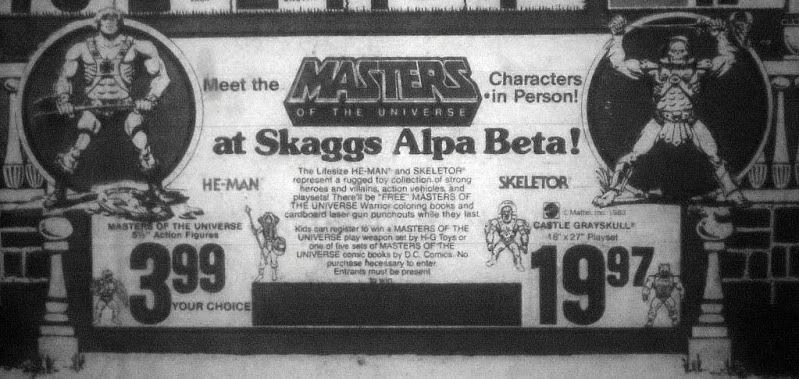 Meet the MASTERS OF THE UNIVERSE Characters in Person!
at Skaggs Alpa Beta!
HE-MAN®
The Lifesize HE-MAN® and SKELETOR®
represent a rugged toy collection of strong
heroes and villains, action vehicles, and
playsets! There'll be "FREE" MASTERS OF
THE UNIVERSE Warrior coloring books and
cardboard laser gun punchouts while they last.
Kids can register to win a MASTERS OF THE
UNIVERSE play weapon set by H-G Toys or
one of five sets of MASTERS OF THE
UNIVERSE comic books by D.C. Comics. No
purchase necessary to enter.
Entrants must be present
to win.
SKELETOR®
© Mattel, Inc. 1983
MASTERS OF THE UNIVERSE
5½" Action Figures
3.99
YOUR CHOICE
CASTLE GRAYSKULL®
18" x 27" Playset
19.97